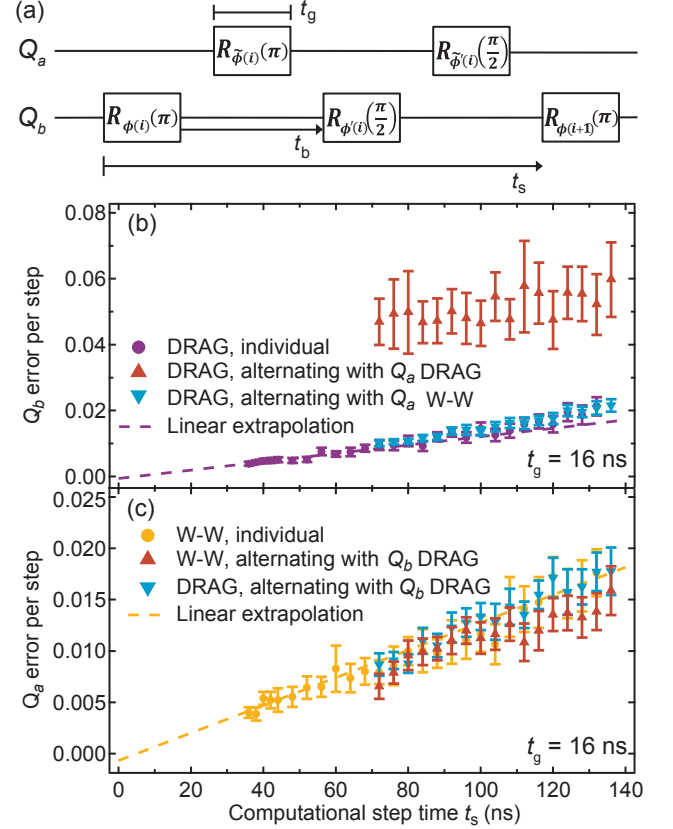 (a)
t_g
Q_a
R_φ̃(i)(π)
R_φ̃′(i)(π/2)
Q_b
R_φ(i)(π)
R_φ′(i)(π/2)
R_φ(i+1)(π)
t_b
t_s
(b)
0.08
0.06
0.04
0.02
0.00
Q_b error per step
DRAG, individual
DRAG, alternating with Q_a DRAG
DRAG, alternating with Q_a W-W
Linear extrapolation
t_g = 16 ns
(c)
0.025
0.020
0.015
0.010
0.005
0.000
Q_a error per step
W-W, individual
W-W, alternating with Q_b DRAG
DRAG, alternating with Q_b DRAG
Linear extrapolation
t_g = 16 ns
0 20 40 60 80 100 120 140
Computational step time t_s (ns)